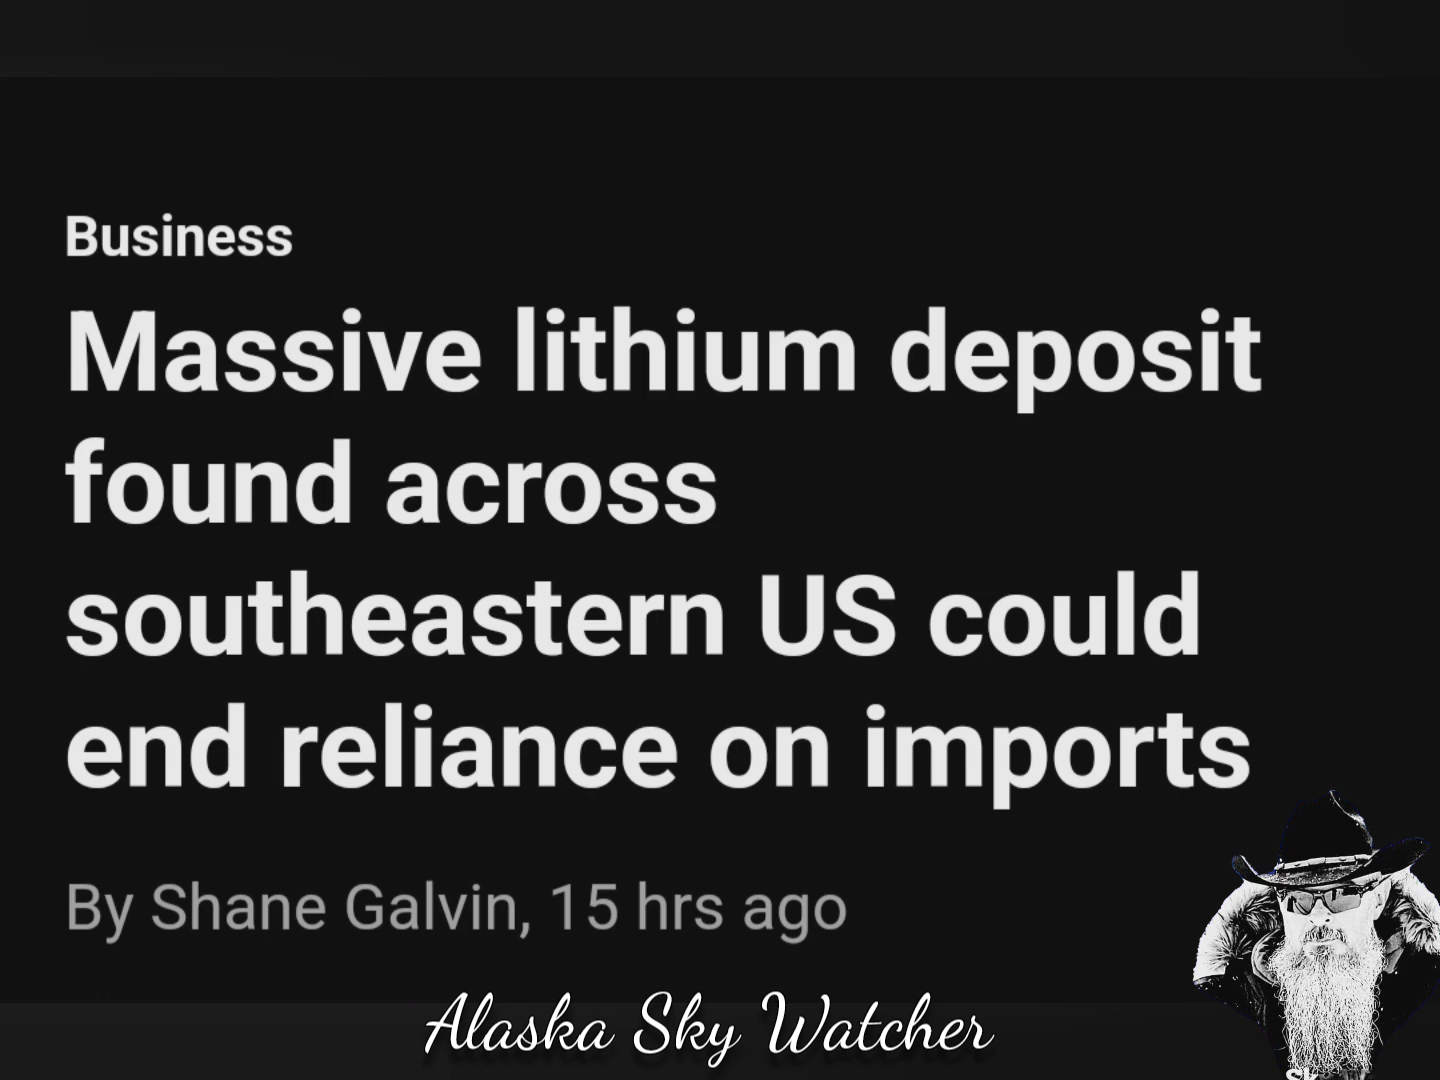 Business
Massive lithium deposit
found across
southeastern US could
end reliance on imports
By Shane Galvin, 15 hrs ago
Alaska Sky Watcher